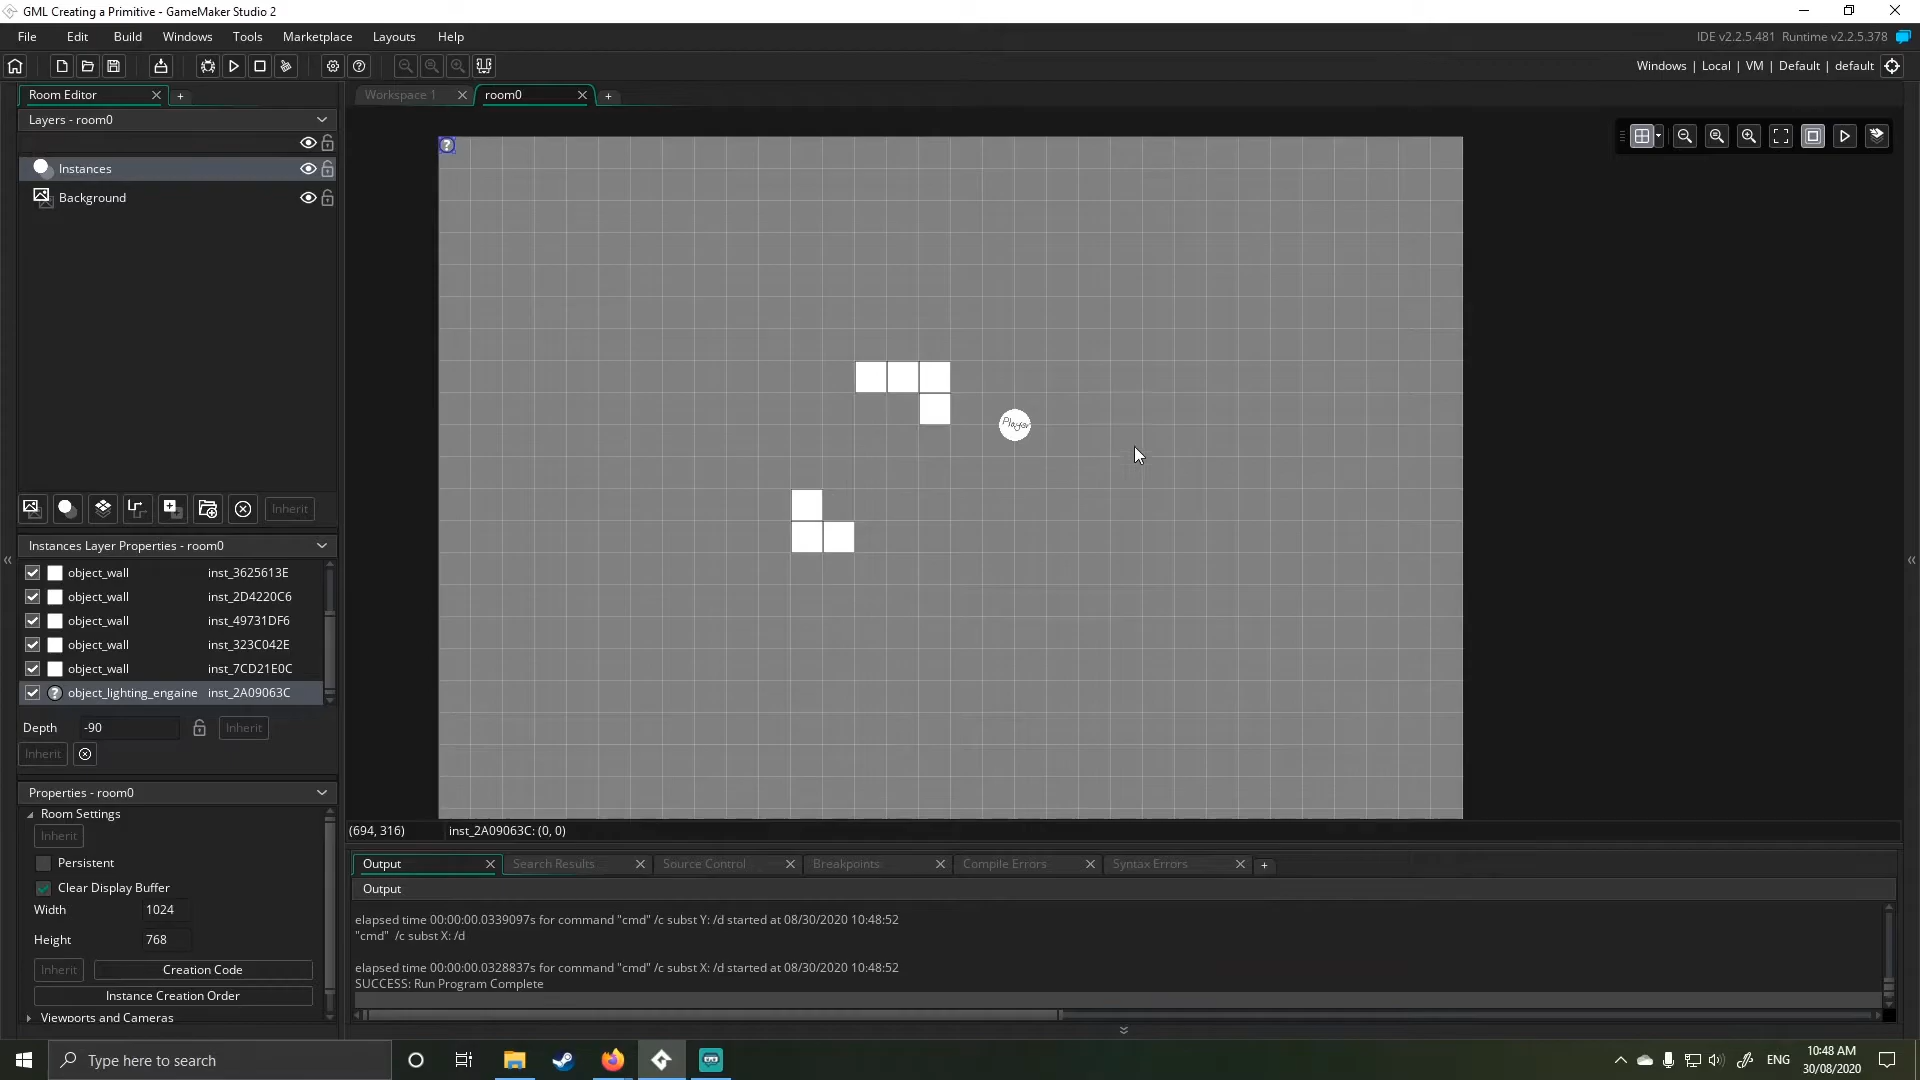 GML Creating a Primitive - GameMaker Studio 2
File Edit Build Windows Tools Marketplace Layouts Help
IDE v2.2.5.481 Runtime v2.2.5.378
Windows | Local | VM | Default | default
Room Editor
Workspace 1
room0
Layers - room0
Instances
Background
Player
Inherit
Instances Layer Properties - room0
object_wall inst_3625613E
object_wall inst_2D4220C6
object_wall inst_49731DF6
object_wall inst_323C042E
object_wall inst_7CD21E0C
object_lighting_engaine inst_2A09063C
Depth -90 Inherit
Inherit
Properties - room0
Room Settings
Inherit
Persistent
Clear Display Buffer
Width 1024
Height 768
Inherit Creation Code
Instance Creation Order
Viewports and Cameras
(694, 316) inst_2A09063C: (0, 0)
Output Search Results Source Control Breakpoints Compile Errors Syntax Errors
Output
elapsed time 00:00:00.0339097s for command "cmd" /c subst Y: /d started at 08/30/2020 10:48:52
"cmd" /c subst X: /d
elapsed time 00:00:00.0328837s for command "cmd" /c subst X: /d started at 08/30/2020 10:48:52
SUCCESS: Run Program Complete
Type here to search
ENG
10:48 AM
30/08/2020